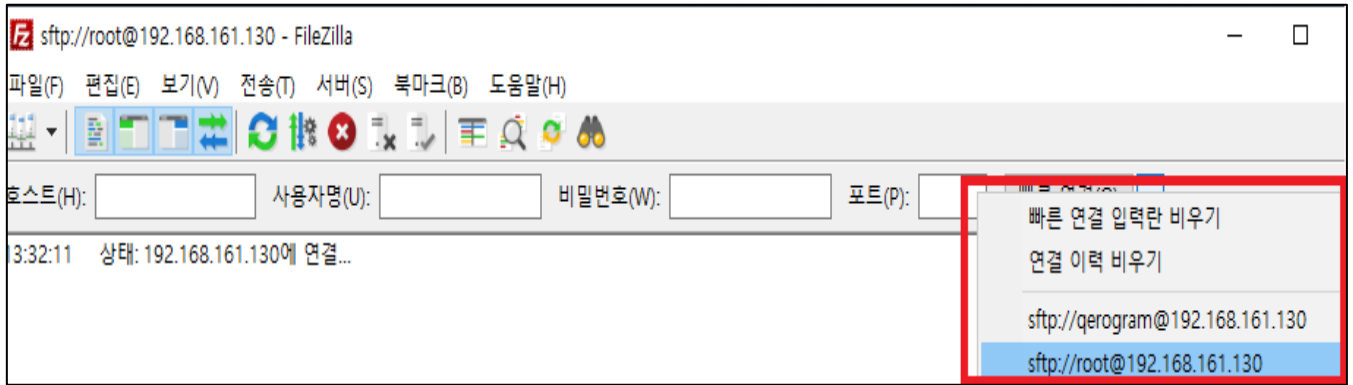 sftp://root@192.168.161.130 - FileZilla
파일(F) 편집(E) 보기(V) 전송(T) 서버(S) 북마크(B) 도움말(H)
호스트(H): 사용자명(U): 비밀번호(W): 포트(P):
빠른 연결 입력란 비우기
13:32:11 상태: 192.168.161.130에 연결...
연결 이력 비우기
sftp://qerogram@192.168.161.130
sftp://root@192.168.161.130